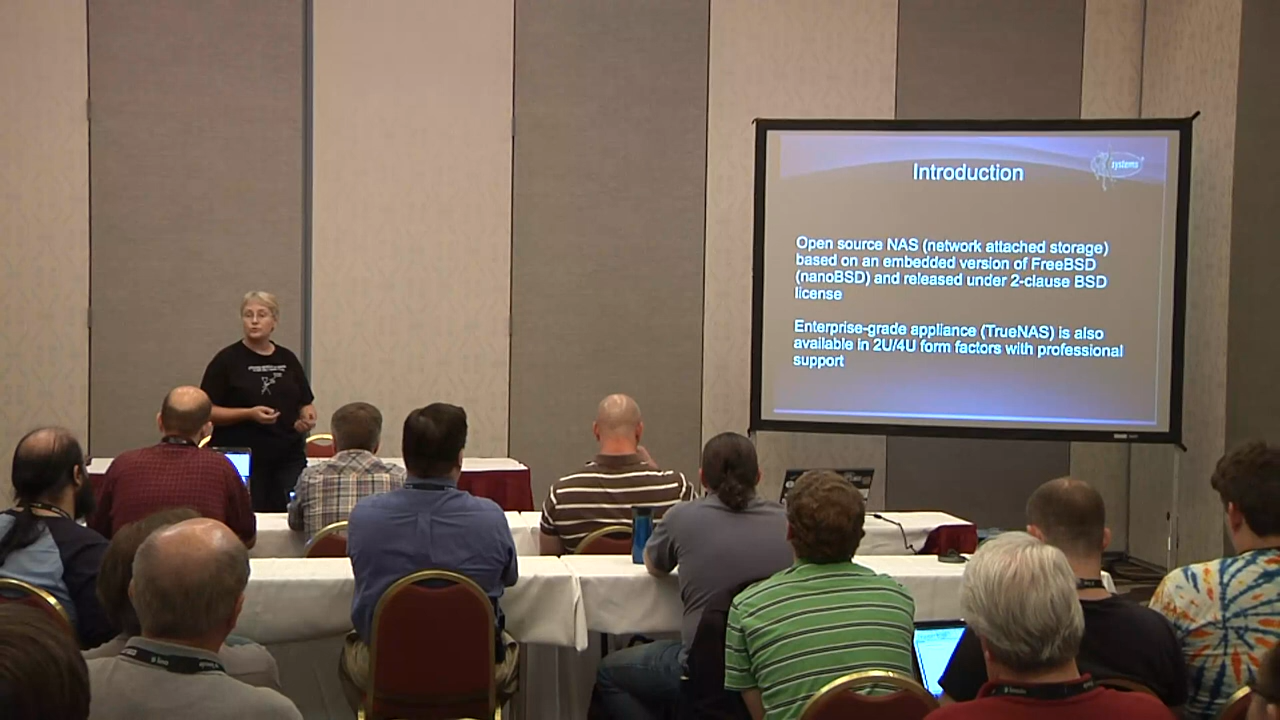 Introduction
systems
Open source NAS (network attached storage)
based on an embedded version of FreeBSD
(nanoBSD) and released under 2-clause BSD
license
Enterprise-grade appliance (TrueNAS) is also
available in 2U/4U form factors with professional
support